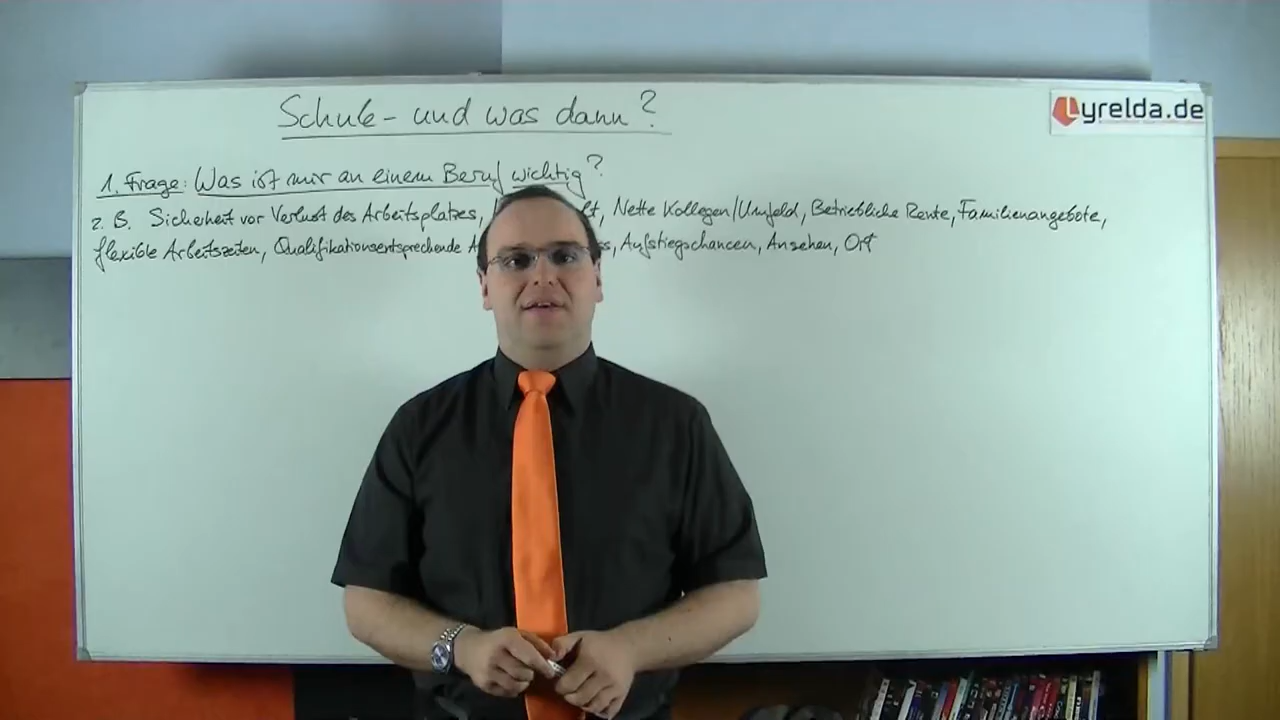 Schule - und was dann?
Lyrelda.de
1. Frage: Was ist mir an einem Beruf wichtig?
z. B. Sicherheit vor Verlust des Arbeitsplatzes, Nette Kollegen/Umfeld, Betriebliche Rente, Familienangebote,
flexible Arbeitszeiten, Qualifikationsentsprechende Aufstiegschancen, Ansehen, Ort